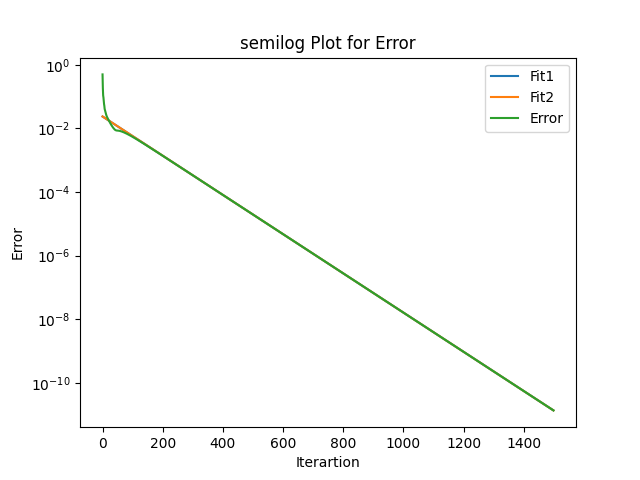 semilog Plot for Error
Fit1
Fit2
Error
10⁰
10⁻²
10⁻⁴
10⁻⁶
10⁻⁸
10⁻¹⁰
Error
0 200 400 600 800 1000 1200 1400
Iterartion